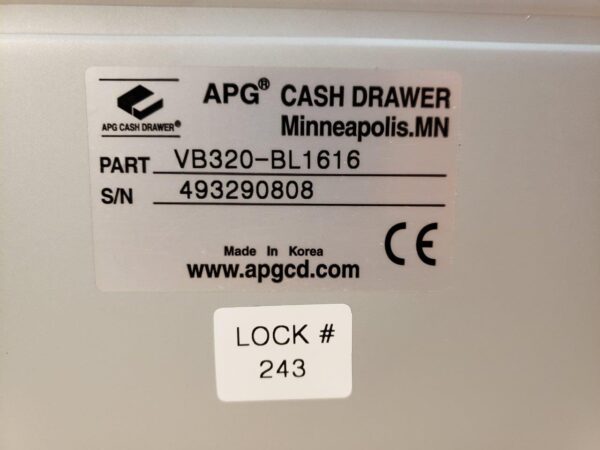 APG® CASH DRAWER
Minneapolis.MN
APG CASH DRAWER®
PART VB320-BL1616
S/N 493290808
CE
Made In Korea
www.apgcd.com
LOCK #
243